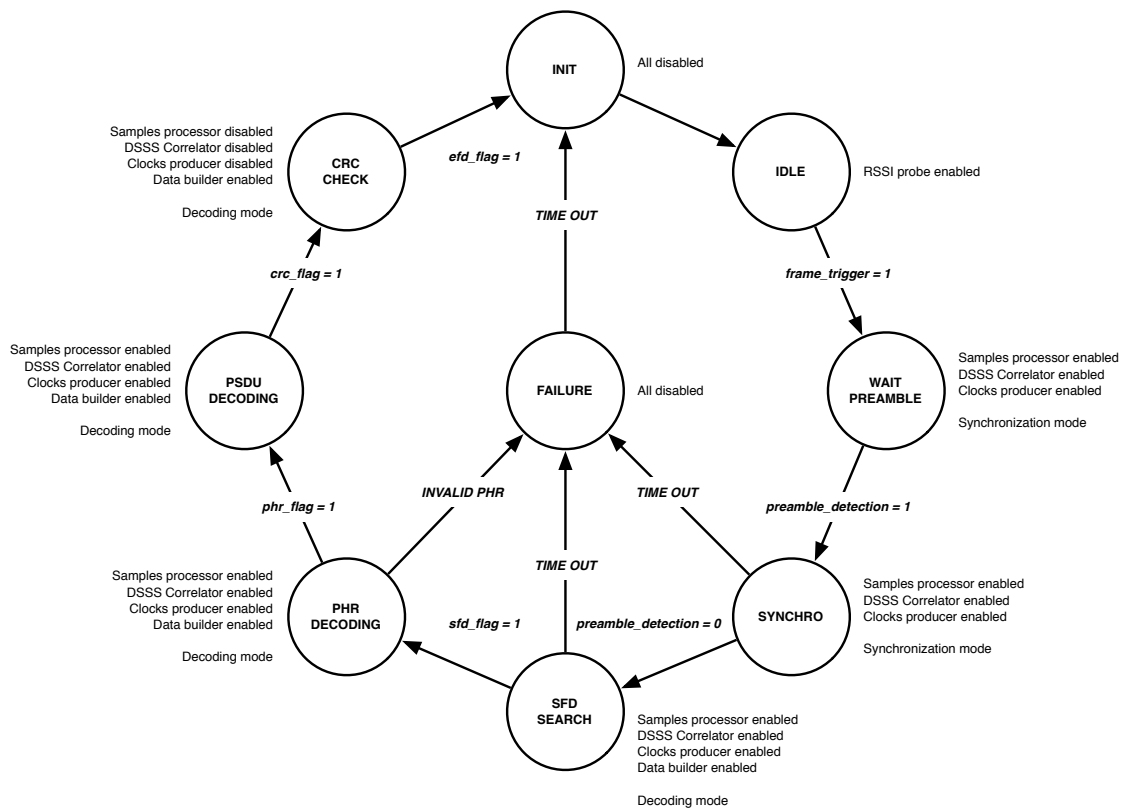 INIT
All disabled
Samples processor disabled
DSSS Correlator disabled
Clocks producer disabled
Data builder enabled
Decoding mode
CRC
CHECK
efd_flag = 1
IDLE
RSSI probe enabled
TIME OUT
crc_flag = 1
frame_trigger = 1
Samples processor enabled
DSSS Correlator enabled
Clocks producer enabled
Data builder enabled
Decoding mode
PSDU
DECODING
FAILURE
All disabled
WAIT
PREAMBLE
Samples processor enabled
DSSS Correlator enabled
Clocks producer enabled
Synchronization mode
phr_flag = 1
INVALID PHR
TIME OUT
preamble_detection = 1
TIME OUT
Samples processor enabled
DSSS Correlator enabled
Clocks producer enabled
Data builder enabled
Decoding mode
PHR
DECODING
sfd_flag = 1
preamble_detection = 0
SYNCHRO
Samples processor enabled
DSSS Correlator enabled
Clocks producer enabled
Synchronization mode
SFD
SEARCH
Samples processor enabled
DSSS Correlator enabled
Clocks producer enabled
Data builder enabled
Decoding mode